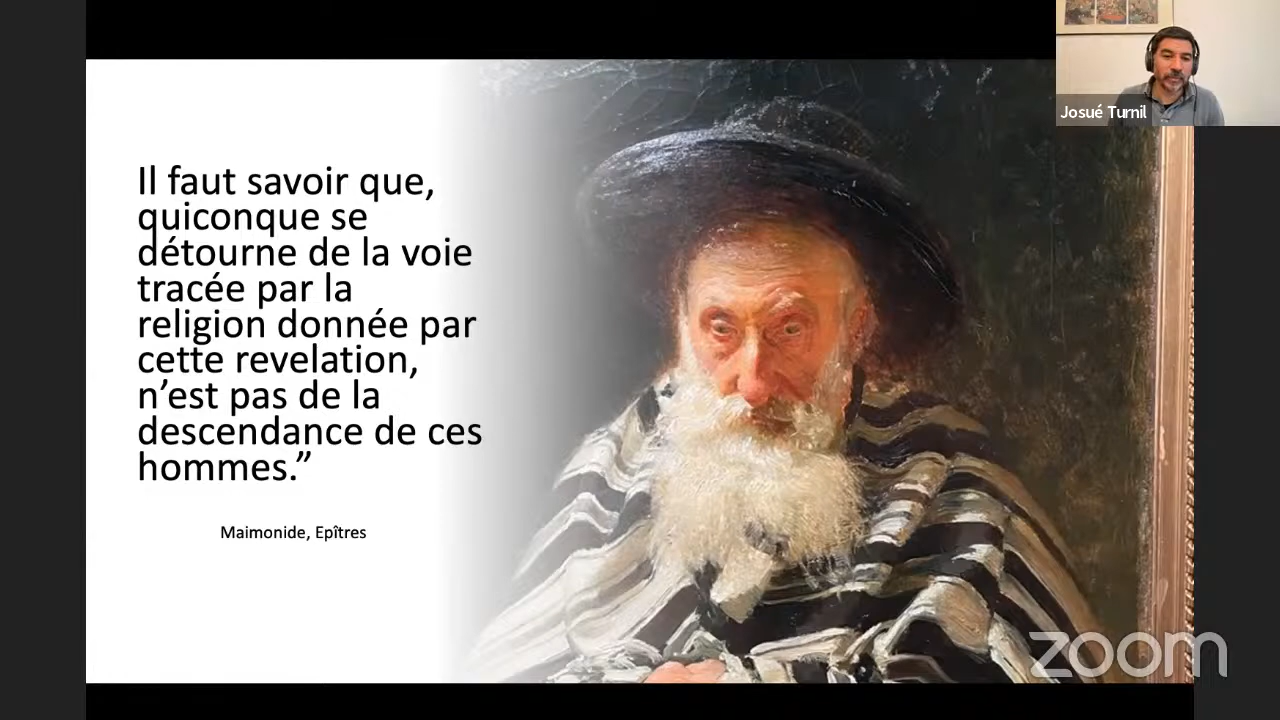 Josué Turnil
Il faut savoir que,
quiconque se
détourne de la voie
tracée par la
religion donnée par
cette revelation,
n’est pas de la
descendance de ces
hommes.”
Maimonide, Epîtres
zoom